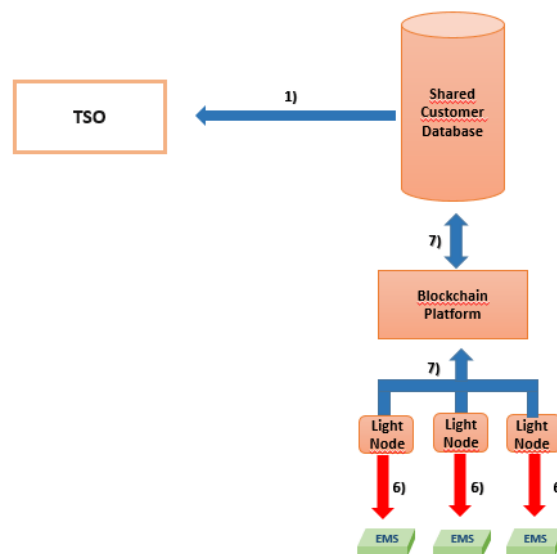 1)
TSO
Shared
Customer
Database
7)
Blockchain
Platform
7)
Light
Node
Light
Node
Light
Node
6)
6)
6
EMS
EMS
EMS